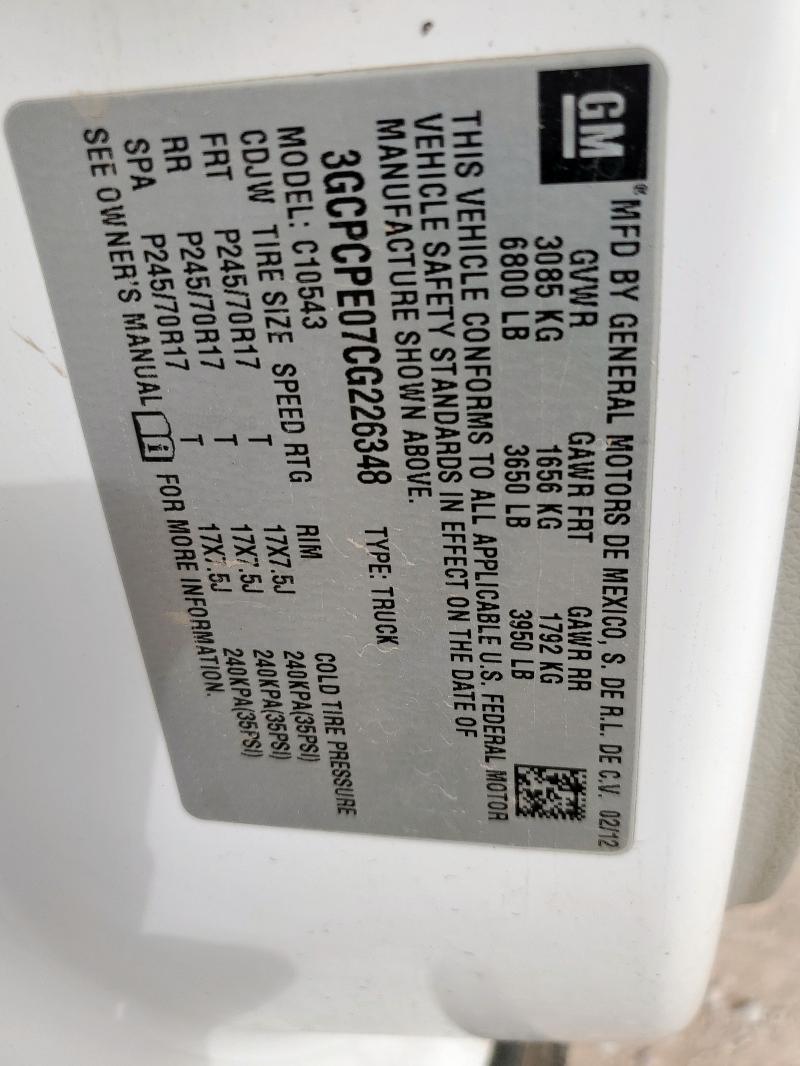 GM
®MFD BY GENERAL MOTORS DE MEXICO, S. DE R.L. DE C.V. 02/12
GVWR GAWR FRT GAWR RR
3085 KG 1656 KG 1792 KG
6800 LB 3650 LB 3950 LB
THIS VEHICLE CONFORMS TO ALL APPLICABLE U.S. FEDERAL MOTOR
VEHICLE SAFETY STANDARDS IN EFFECT ON THE DATE OF
MANUFACTURE SHOWN ABOVE.
3GCPCPE07CG226348 TYPE: TRUCK
MODEL: C10543
CDJW TIRE SIZE SPEED RTG RIM COLD TIRE PRESSURE
FRT P245/70R17 T 17X7.5J 240KPA(35PSI)
RR P245/70R17 T 17X7.5J 240KPA(35PSI)
SPA P245/70R17 T 17X7.5J 240KPA(35PSI)
SEE OWNER'S MANUAL FOR MORE INFORMATION.